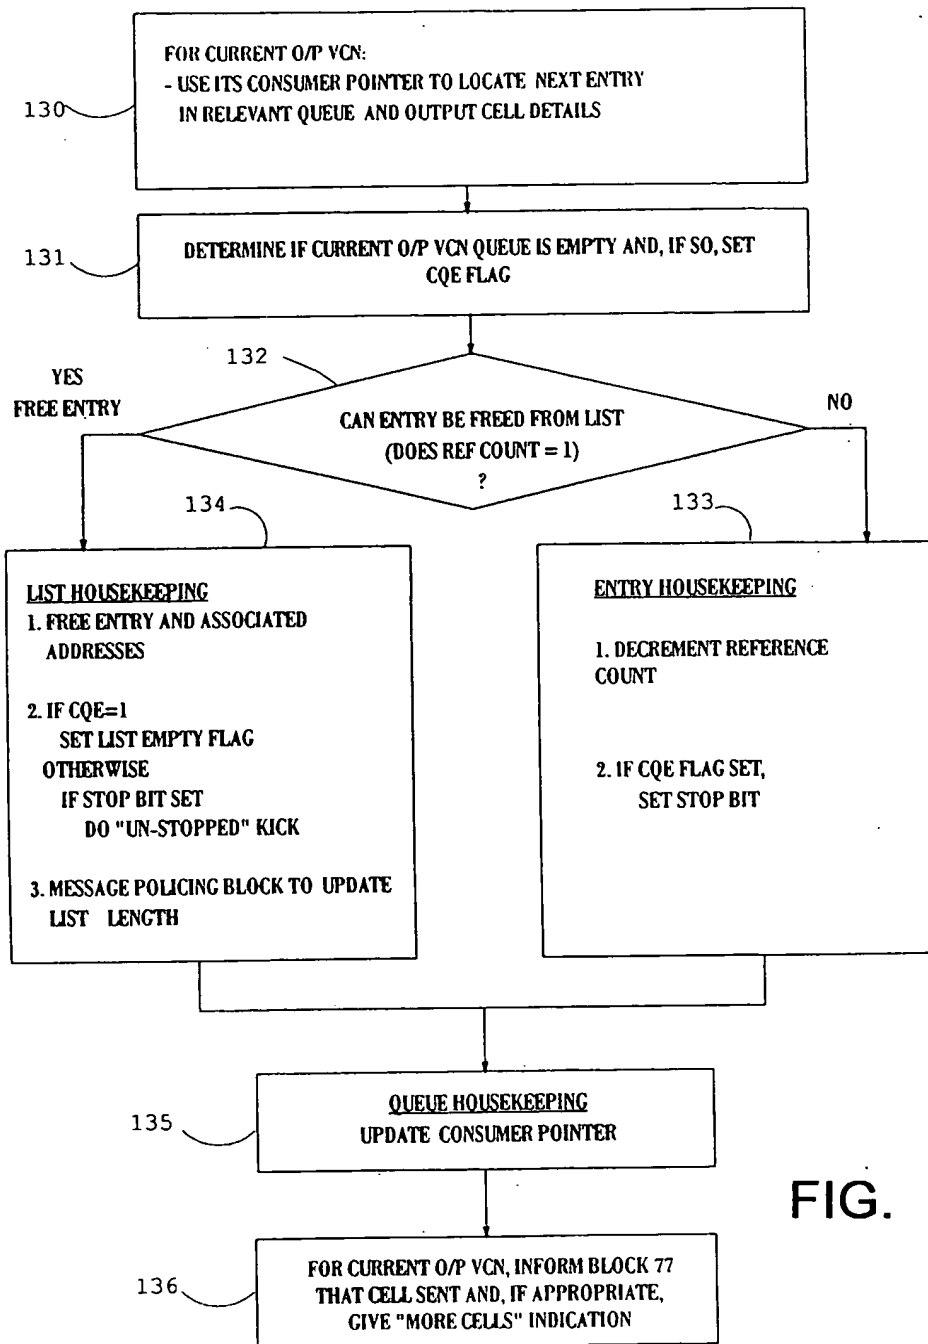 FOR CURRENT O/P VCN:
- USE ITS CONSUMER POINTER TO LOCATE NEXT ENTRY
IN RELEVANT QUEUE AND OUTPUT CELL DETAILS
130
DETERMINE IF CURRENT O/P VCN QUEUE IS EMPTY AND, IF SO, SET
CQE FLAG
131
132
YES
FREE ENTRY
CAN ENTRY BE FREED FROM LIST
(DOES REF COUNT = 1)
?
NO
134
LIST HOUSEKEEPING
1. FREE ENTRY AND ASSOCIATED
ADDRESSES
2. IF CQE=1
SET LIST EMPTY FLAG
OTHERWISE
IF STOP BIT SET
DO "UN-STOPPED" KICK
3. MESSAGE POLICING BLOCK TO UPDATE
LIST LENGTH
133
ENTRY HOUSEKEEPING
1. DECREMENT REFERENCE
COUNT
2. IF CQE FLAG SET,
SET STOP BIT
QUEUE HOUSEKEEPING
UPDATE CONSUMER POINTER
135
FIG.
FOR CURRENT O/P VCN, INFORM BLOCK 77
THAT CELL SENT AND, IF APPROPRIATE,
GIVE "MORE CELLS" INDICATION
136